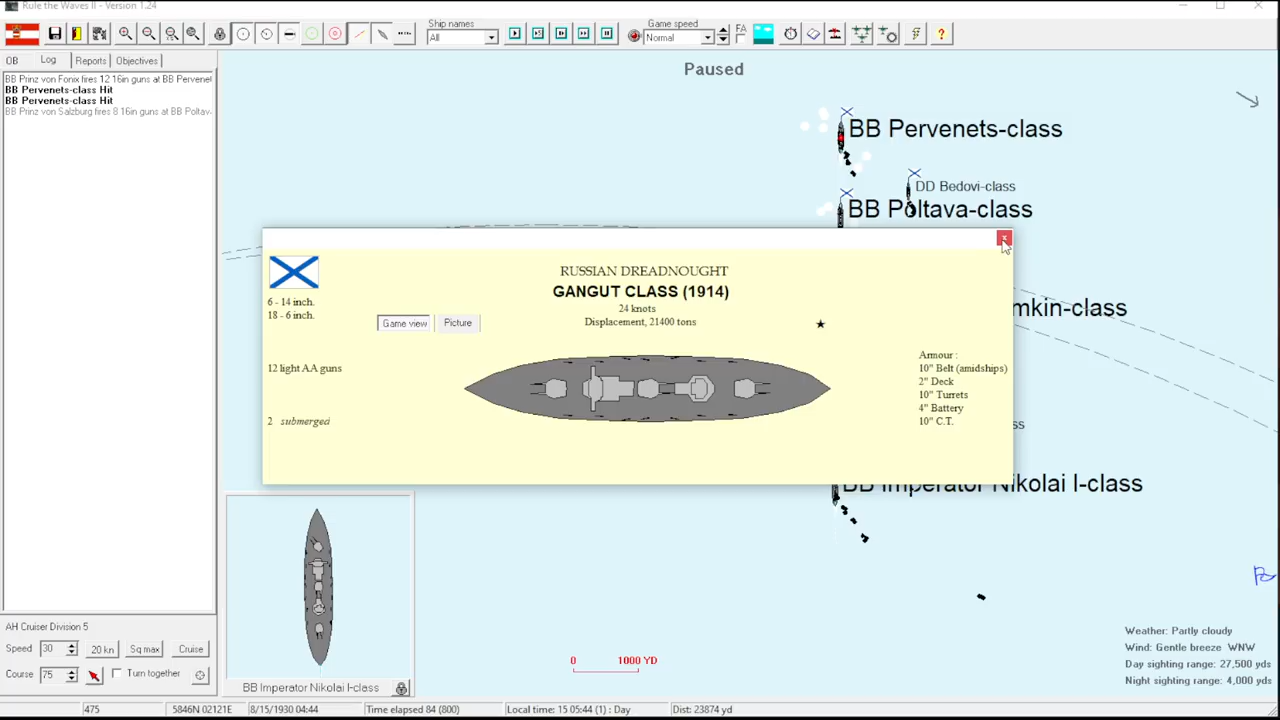 Rule the Waves II - Version 1.24
Ship names
All
Game speed
Normal
FA
OB
Log
Reports
Objectives
BB Prinz von Fonix fires 12 16in guns at BB Pervenet
BB Pervenets-class Hit
BB Pervenets-class Hit
BB Prinz von Salzburg fires 8 16in guns at BB Poltav
Paused
BB Pervenets-class
DD Bedovi-class
BB Poltava-class
mkin-class
ss
BB Imperator Nikolai I-class
RUSSIAN DREADNOUGHT
GANGUT CLASS (1914)
24 knots
Displacement, 21400 tons
6 - 14 inch.
18 - 6 inch.
Game view
Picture
12 light AA guns
2 submerged
Armour :
10" Belt (amidships)
2" Deck
10" Turrets
4" Battery
10" C.T.
BB Imperator Nikolai I-class
0 1000 YD
Weather: Partly cloudy
Wind: Gentle breeze WNW
Day sighting range: 27,500 yds
Night sighting range: 4,000 yds
AH Cruiser Division 5
Speed 30 20 kn Sq max Cruise
Course 75 Turn together
475 5846N 02121E 8/15/1930 04:44 Time elapsed 84 (800) Local time: 15 05:44 (1) : Day Dist: 23874 yd